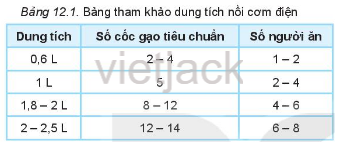 Bảng 12.1. Bảng tham khảo dung tích nồi cơm điện
Dung tích Số cốc gạo tiêu chuẩn Số người ăn
0,6 L 2 – 4 1 – 2
1 L 5 2 – 4
1,8 – 2 L 8 – 12 4 – 6
2 – 2,5 L 12 – 14 6 – 8
vietjack